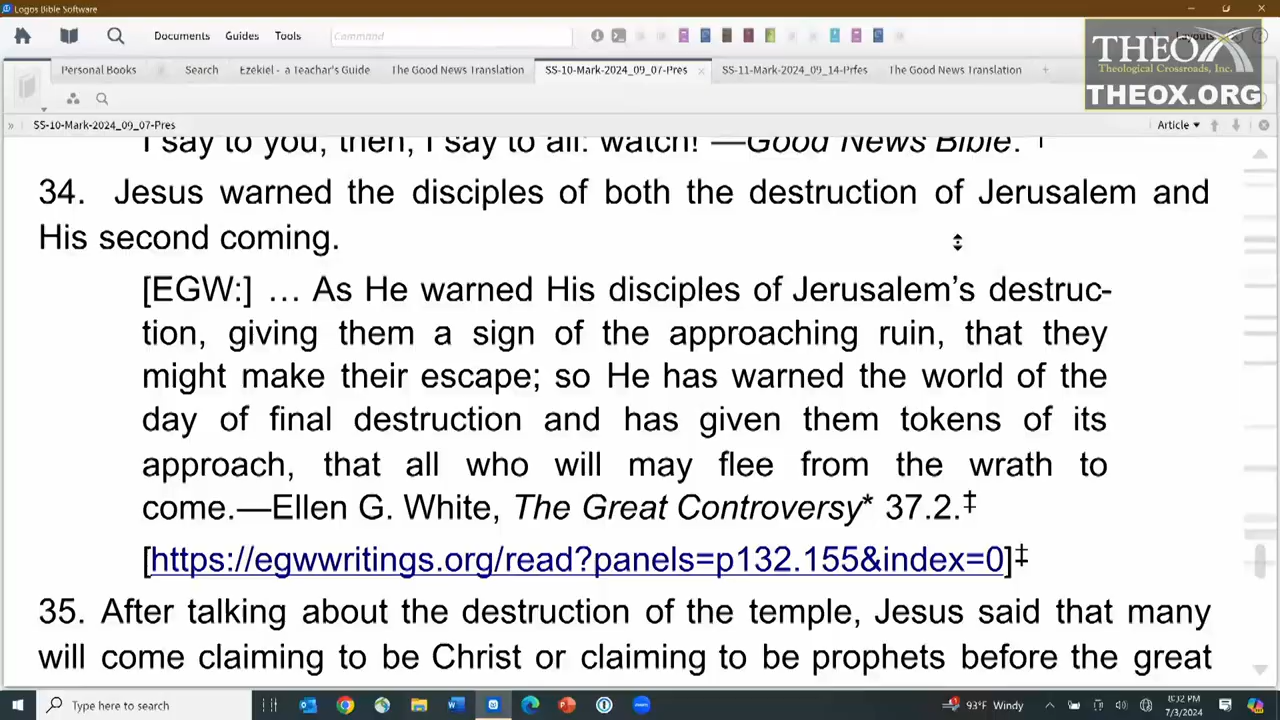 Logos Bible Software
Documents Guides Tools Command Layouts
THEOX
Theological Crossroads, Inc.
THEOX.ORG
Personal Books Search Ezekiel - a Teacher's Guide SS-10-Mark-2024_09_07-Pres SS-11-Mark-2024_09_14-Prfes The Good News Translation
SS-10-Mark-2024_09_07-Pres Article
I say to you, then, I say to all: watch! —Good News Bible. †
34. Jesus warned the disciples of both the destruction of Jerusalem and
His second coming.
[EGW:] … As He warned His disciples of Jerusalem’s destruc-
tion, giving them a sign of the approaching ruin, that they
might make their escape; so He has warned the world of the
day of final destruction and has given them tokens of its
approach, that all who will may flee from the wrath to
come.—Ellen G. White, The Great Controversy* 37.2.‡
[https://egwwritings.org/read?panels=p132.155&index=0]‡
35. After talking about the destruction of the temple, Jesus said that many
will come claiming to be Christ or claiming to be prophets before the great
Type here to search 93°F Windy 8:32 PM
7/3/2024